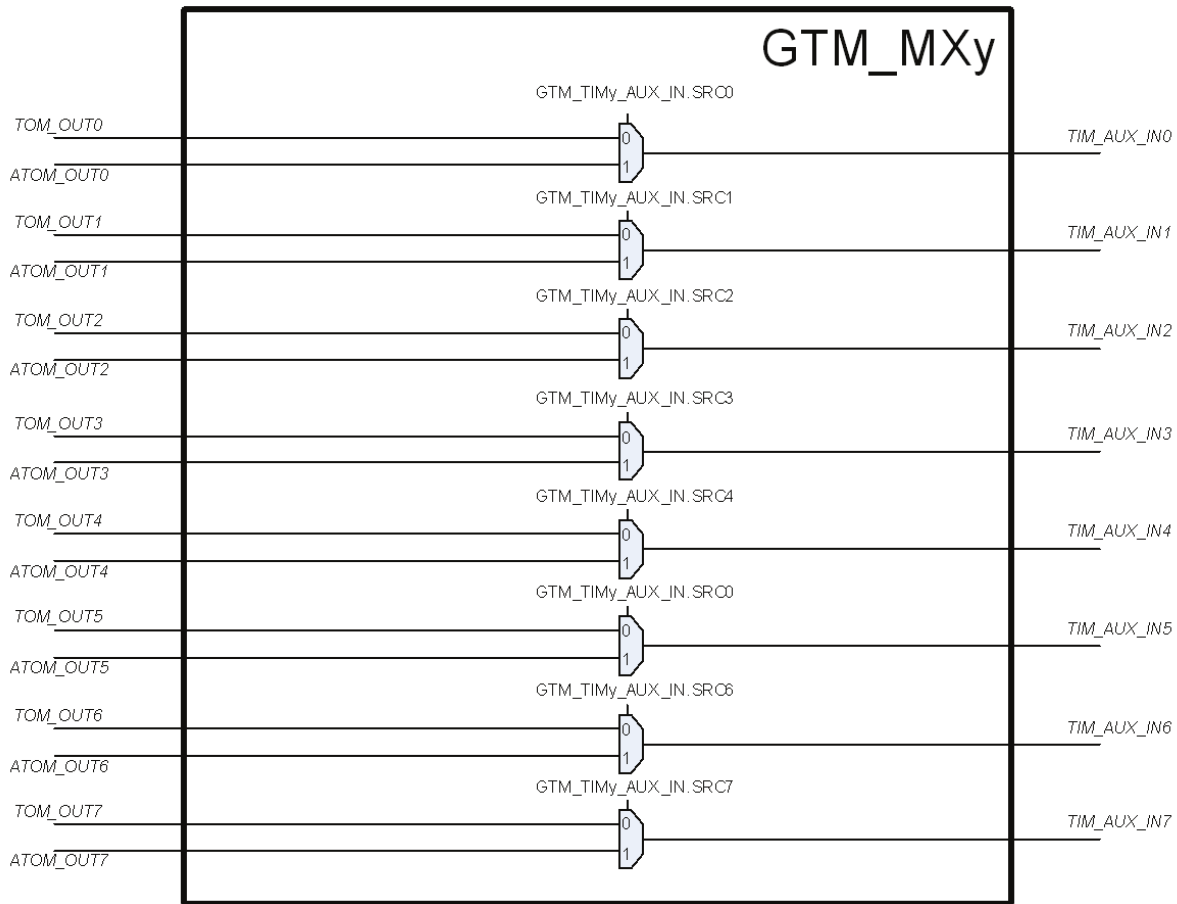 GTM_MXy
GTM_TIMy_AUX_IN.SRC0
TOM_OUT0
0
TIM_AUX_IN0
1
ATOM_OUT0
GTM_TIMy_AUX_IN.SRC1
TOM_OUT1
0
TIM_AUX_IN1
1
ATOM_OUT1
GTM_TIMy_AUX_IN.SRC2
TOM_OUT2
0
TIM_AUX_IN2
1
ATOM_OUT2
GTM_TIMy_AUX_IN.SRC3
TOM_OUT3
0
TIM_AUX_IN3
1
ATOM_OUT3
GTM_TIMy_AUX_IN.SRC4
TOM_OUT4
0
TIM_AUX_IN4
1
ATOM_OUT4
GTM_TIMy_AUX_IN.SRC0
TOM_OUT5
0
TIM_AUX_IN5
1
ATOM_OUT5
GTM_TIMy_AUX_IN.SRC6
TOM_OUT6
0
TIM_AUX_IN6
1
ATOM_OUT6
GTM_TIMy_AUX_IN.SRC7
TOM_OUT7
0
TIM_AUX_IN7
1
ATOM_OUT7